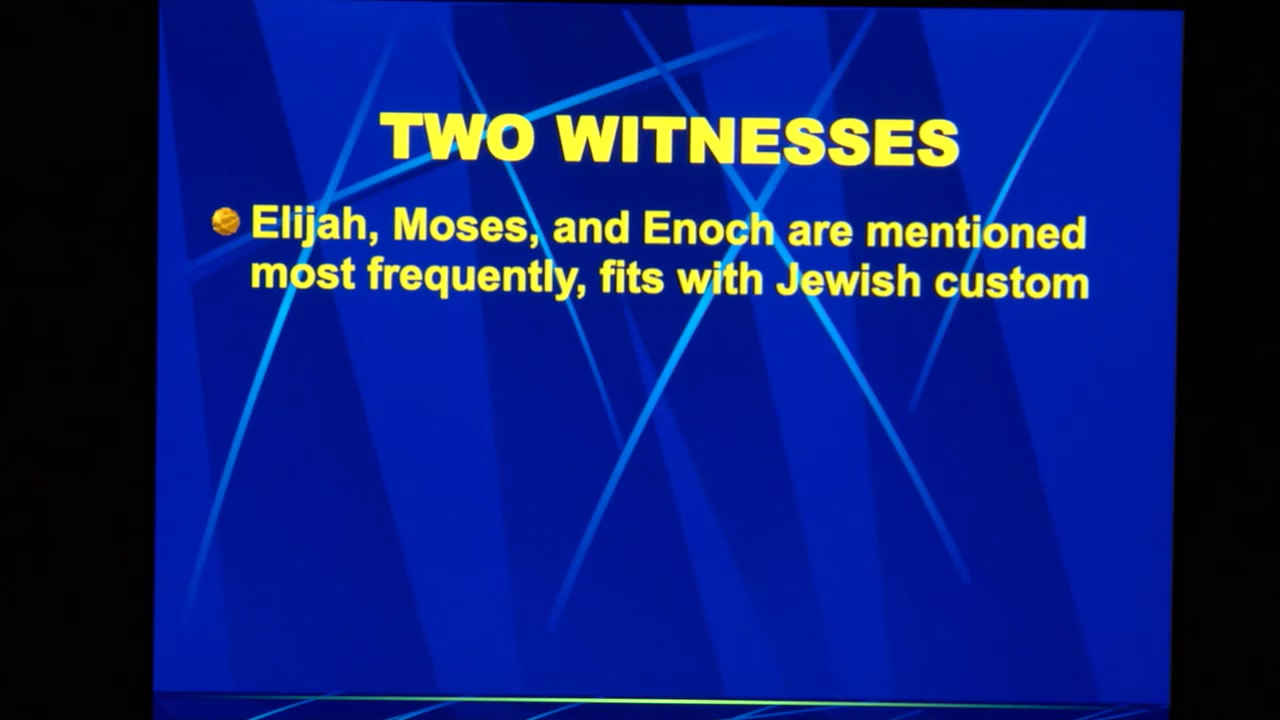 TWO WITNESSES
Elijah, Moses, and Enoch are mentioned
most frequently, fits with Jewish custom